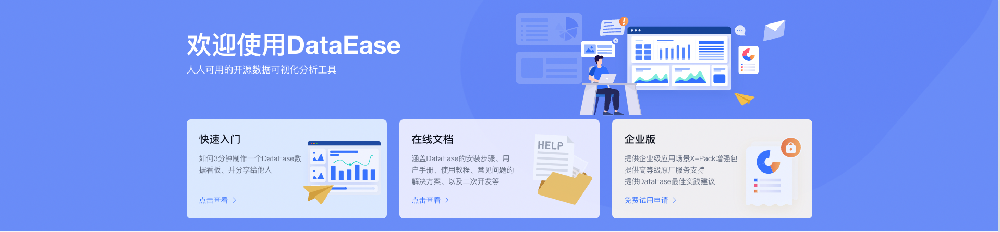 欢迎使用DataEase
人人可用的开源数据可视化分析工具
快速入门
如何3分钟制作一个DataEase数
据看板、并分享给他人
点击查看
在线文档
涵盖DataEase的安装步骤、用
户手册、使用教程、常见问题的
解决方案、以及二次开发等
点击查看
HELP
企业版
提供企业级应用场景X-Pack增强包
提供高等级原厂服务支持
提供DataEase最佳实践建议
免费试用申请